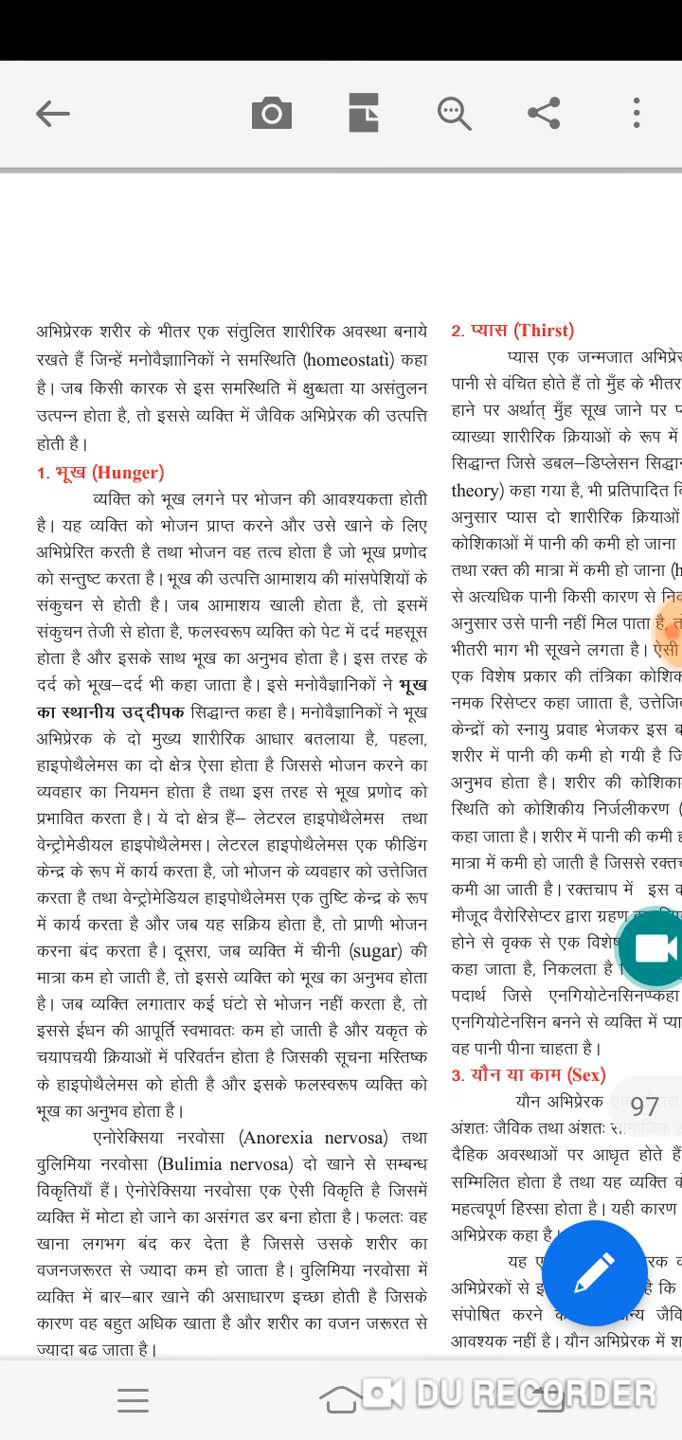 अभिप्रेरक शरीर के भीतर एक संतुलित शारीरिक अवस्था बनाये
रखते हैं जिन्हें मनोवैज्ञाानिकों ने समस्थिति (homeostati) कहा
है। जब किसी कारक से इस समस्थिति में क्षुब्धता या असंतुलन
उत्पन्न होता है, तो इससे व्यक्ति में जैविक अभिप्रेरक की उत्पत्ति
होती है।
1. भूख (Hunger)
व्यक्ति को भूख लगने पर भोजन की आवश्यकता होती
है। यह व्यक्ति को भोजन प्राप्त करने और उसे खाने के लिए
अभिप्रेरित करती है तथा भोजन वह तत्व होता है जो भूख प्रणोद
को सन्तुष्ट करता है। भूख की उत्पत्ति आमाशय की मांसपेशियों के
संकुचन से होती है। जब आमाशय खाली होता है, तो इसमें
संकुचन तेजी से होता है, फलस्वरूप व्यक्ति को पेट में दर्द महसूस
होता है और इसके साथ भूख का अनुभव होता है। इस तरह के
दर्द को भूख–दर्द भी कहा जाता है। इसे मनोवैज्ञानिकों ने भूख
का स्थानीय उद्दीपक सिद्धान्त कहा है। मनोवैज्ञानिकों ने भूख
अभिप्रेरक के दो मुख्य शारीरिक आधार बतलाया है, पहला,
हाइपोथैलेमस का दो क्षेत्र ऐसा होता है जिससे भोजन करने का
व्यवहार का नियमन होता है तथा इस तरह से भूख प्रणोद को
प्रभावित करता है। ये दो क्षेत्र हैं– लेटरल हाइपोथैलेमस तथा
वेन्ट्रोमेडीयल हाइपोथैलेमस। लेटरल हाइपोथैलेमस एक फीडिंग
केन्द्र के रूप में कार्य करता है, जो भोजन के व्यवहार को उत्तेजित
करता है तथा वेन्ट्रोमेडियल हाइपोथैलेमस एक तुष्टि केन्द्र के रूप
में कार्य करता है और जब यह सक्रिय होता है, तो प्राणी भोजन
करना बंद करता है। दूसरा, जब व्यक्ति में चीनी (sugar) की
मात्रा कम हो जाती है, तो इससे व्यक्ति को भूख का अनुभव होता
है। जब व्यक्ति लगातार कई घंटो से भोजन नहीं करता है, तो
इससे ईधन की आपूर्ति स्वभावतः कम हो जाती है और यकृत के
चयापचयी क्रियाओं में परिवर्तन होता है जिसकी सूचना मस्तिष्क
के हाइपोथैलेमस को होती है और इसके फलस्वरूप व्यक्ति को
भूख का अनुभव होता है।
एनोरेक्सिया नरवोसा (Anorexia nervosa) तथा
वुलिमिया नरवोसा (Bulimia nervosa) दो खाने से सम्बन्ध
विकृतियाँ हैं। ऐनोरेक्सिया नरवोसा एक ऐसी विकृति है जिसमें
व्यक्ति में मोटा हो जाने का असंगत डर बना होता है। फलतः वह
खाना लगभग बंद कर देता है जिससे उसके शरीर का
वजनजरूरत से ज्यादा कम हो जाता है। वुलिमिया नरवोसा में
व्यक्ति में बार–बार खाने की असाधारण इच्छा होती है जिसके
कारण वह बहुत अधिक खाता है और शरीर का वजन जरूरत से
ज्यादा बढ जाता है।
2. प्यास (Thirst)
प्यास एक जन्मजात
पानी से वंचित होते हैं तो मुँह के भीतर
हाने पर अर्थात् मुँह सूख जाने पर
व्याख्या शारीरिक क्रियाओं के रूप में
सिद्धान्त जिसे डबल–डिप्लेसन
theory) कहा गया है, भी प्रतिपादित
अनुसार प्यास दो शारीरिक क्रियाओं
कोशिकाओं में पानी की कमी हो जाना
तथा रक्त की मात्रा में कमी हो जाना
से अत्यधिक पानी किसी कारण से
अनुसार उसे पानी नहीं मिल पाता है,
भीतरी भाग भी सूखने लगता है। ऐसी
एक विशेष प्रकार की तंत्रिका
नमक रिसेप्टर कहा जााता है,
केन्द्रों को स्नायु प्रवाह भेजकर इस
शरीर में पानी की कमी हो गयी है
अनुभव होता है। शरीर की
स्थिति को कोशिकीय निर्जलीकरण (
कहा जाता है। शरीर में पानी की कमी
मात्रा में कमी हो जाती है जिससे
कमी आ जाती है। रक्तचाप में इस
मौजूद वैरोरिसेप्टर द्वारा ग्रहण
होने से वृक्क से एक
कहा जाता है, निकलता है
पदार्थ जिसे
एनगियोटेनसिन बनने से व्यक्ति में
वह पानी पीना चाहता है।
3. यौन या काम (Sex)
यौन अभिप्रेरक
अंशतः जैविक तथा अंशतः
दैहिक अवस्थाओं पर आधृत होते हैं
सम्मिलित होता है तथा यह व्यक्ति
महत्वपूर्ण हिस्सा होता है। यही कारण
अभिप्रेरक कहा है
यह
अभिप्रेरकों से है कि
संपोषित करने
आवश्यक नहीं है। यौन अभिप्रेरक में
97
DU RECORDER